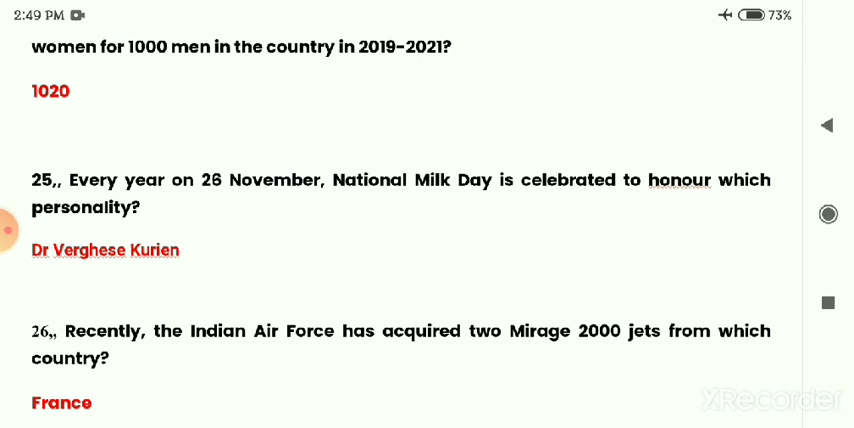 2:49 PM
73%
women for 1000 men in the country in 2019-2021?
1020
25,, Every year on 26 November, National Milk Day is celebrated to honour which
personality?
Dr Verghese Kurien
26,, Recently, the Indian Air Force has acquired two Mirage 2000 jets from which
country?
France
XRecorder